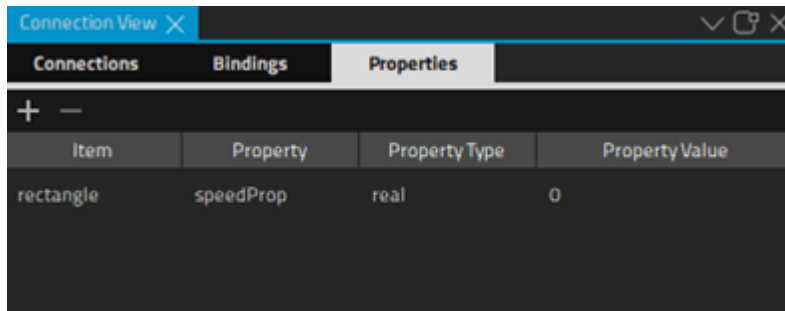 Connection View
Connections Bindings Properties
Item Property Property Type Property Value
rectangle speedProp real 0